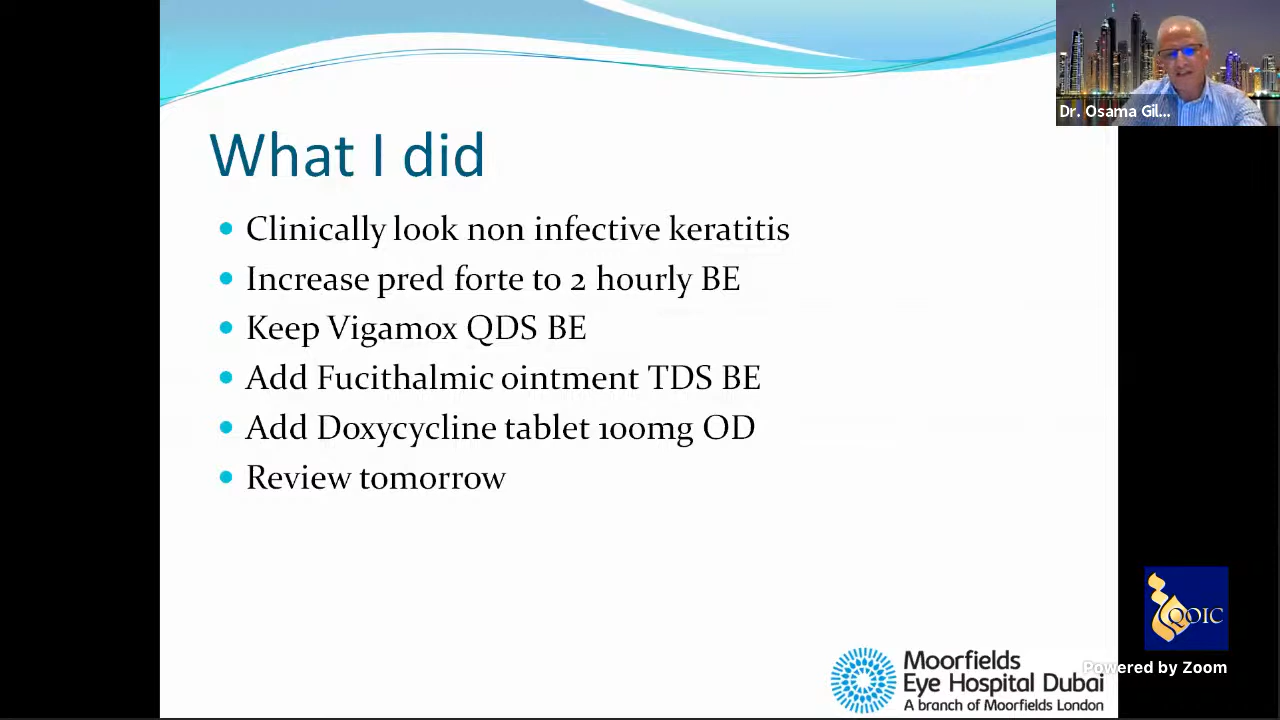 Dr. Osama Gil...
What I did
Clinically look non infective keratitis
Increase pred forte to 2 hourly BE
Keep Vigamox QDS BE
Add Fucithalmic ointment TDS BE
Add Doxycycline tablet 100mg OD
Review tomorrow
QOIC
Powered by Zoom
Moorfields
Eye Hospital Dubai
A branch of Moorfields London